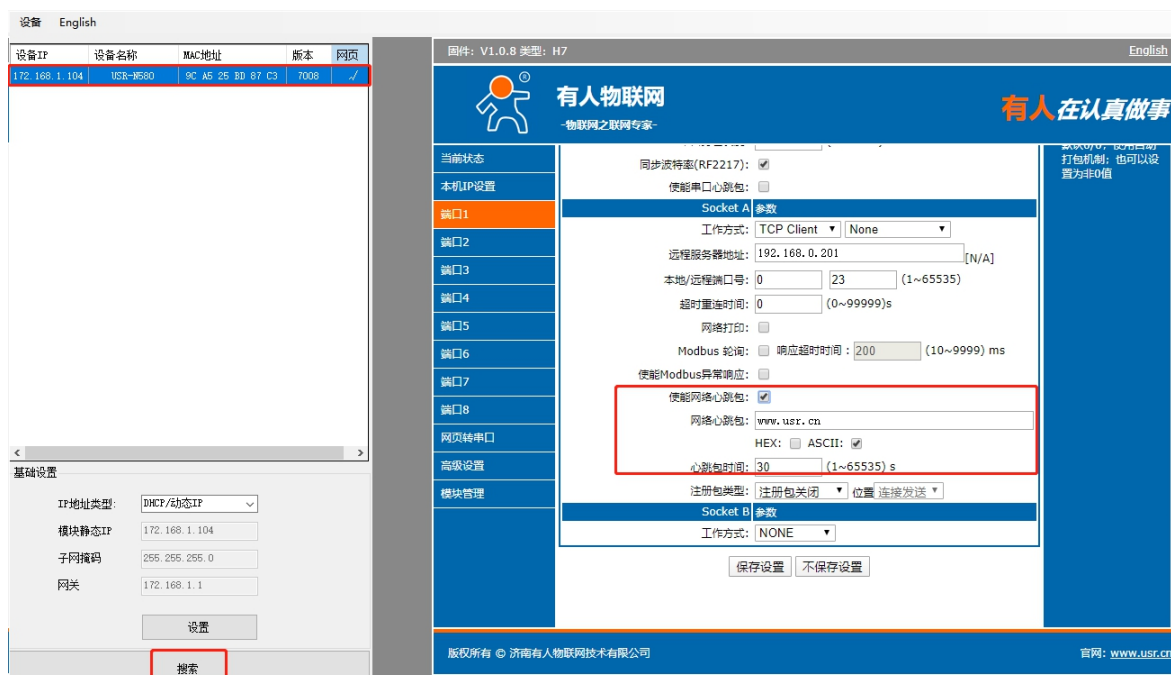 设备 English
设备IP 设备名称 MAC地址 版本 网页
172.168.1.104 USR-N580 9C A5 25 BD 87 C3 7008 √
基础设置
IP地址类型: DHCP/动态IP
模块静态IP 172.168.1.104
子网掩码 255.255.255.0
网关 172.168.1.1
设置
搜索
固件: V1.0.8 类型: H7 English
有人物联网
-物联网之联网专家-
有人在认真做事
当前状态
本机IP设置
端口1
端口2
端口3
端口4
端口5
端口6
端口7
端口8
网页转串口
高级设置
模块管理
同步波特率(RF2217):
使能串口心跳包:
Socket A 参数
工作方式: TCP Client None
远程服务器地址: 192.168.0.201 [N/A]
本地/远程端口号: 0 23 (1~65535)
超时重连时间: 0 (0~99999)s
网络打印:
Modbus 轮询: 响应超时时间: 200 (10~9999) ms
使能Modbus异常响应:
使能网络心跳包:
网络心跳包: www.usr.cn
HEX: ASCII:
心跳包时间: 30 (1~65535) s
注册包类型: 注册包关闭 位置 连接发送
Socket B 参数
工作方式: NONE
保存设置 不保存设置
打包机制; 也可以设
置为非0值
版权所有 © 济南有人物联网技术有限公司 官网: www.usr.cn